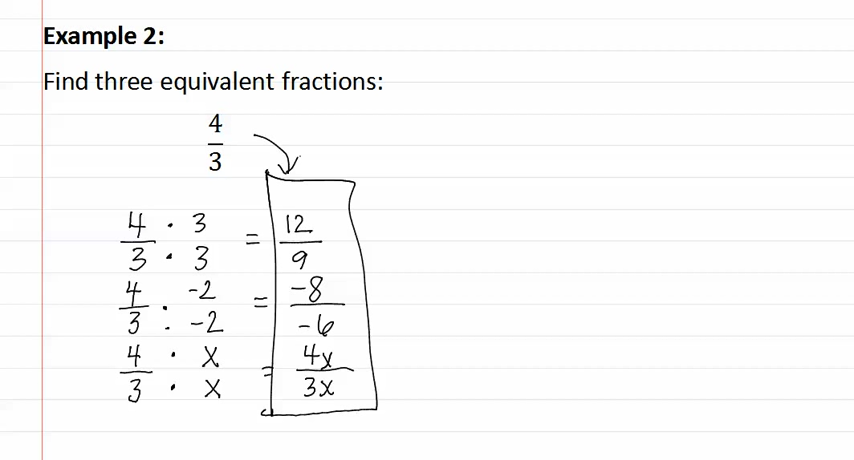 Example 2:
Find three equivalent fractions:
4
3
4 · 3 = 12
3 · 3 9
4 · -2 = -8
3 · -2 -6
4 · x = 4x
3 · x 3x